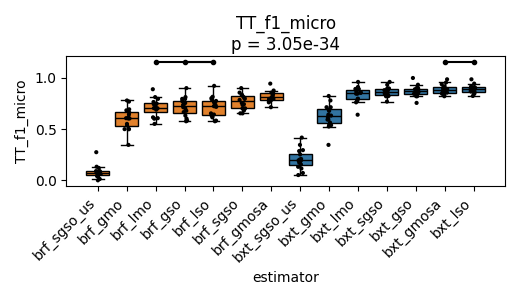 TT_f1_micro
p = 3.05e-34
TT_f1_micro
1.0
0.5
0.0
brf_sgso_us
brf_gmo
brf_lmo
brf_gso
brf_lso
brf_sgso
brf_gmosa
bxt_sgso_us
bxt_gmo
bxt_lmo
bxt_sgso
bxt_gso
bxt_gmosa
bxt_lso
estimator